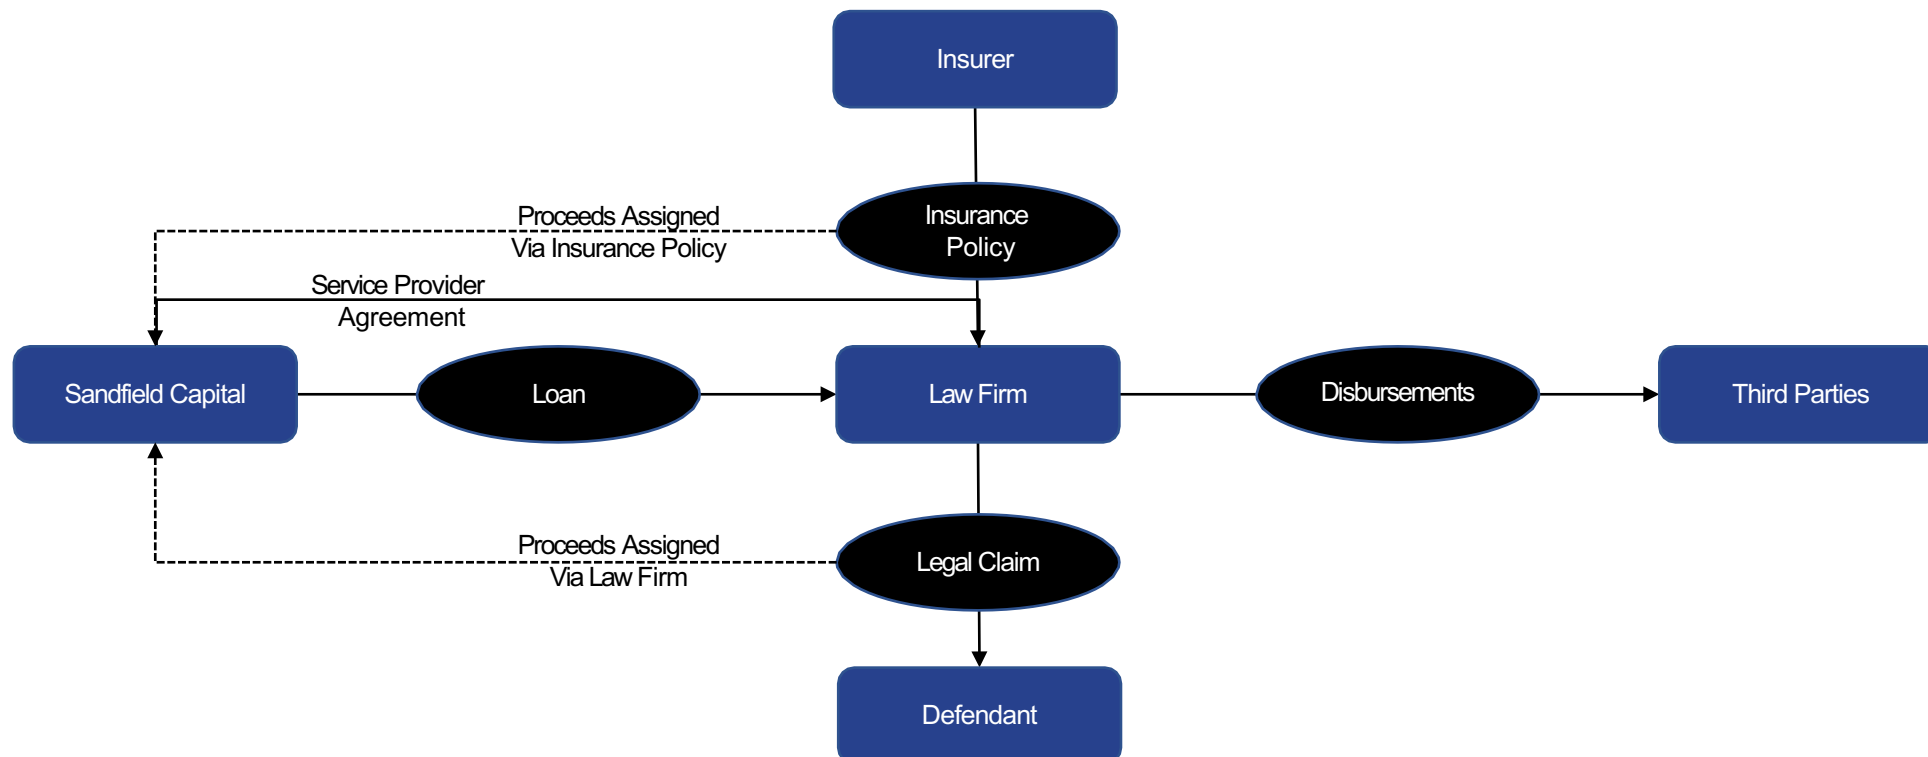 Insurer
Insurance
Policy
Proceeds Assigned
Via Insurance Policy
Service Provider
Agreement
Sandfield Capital
Loan
Law Firm
Disbursements
Third Parties
Proceeds Assigned
Via Law Firm
Legal Claim
Defendant